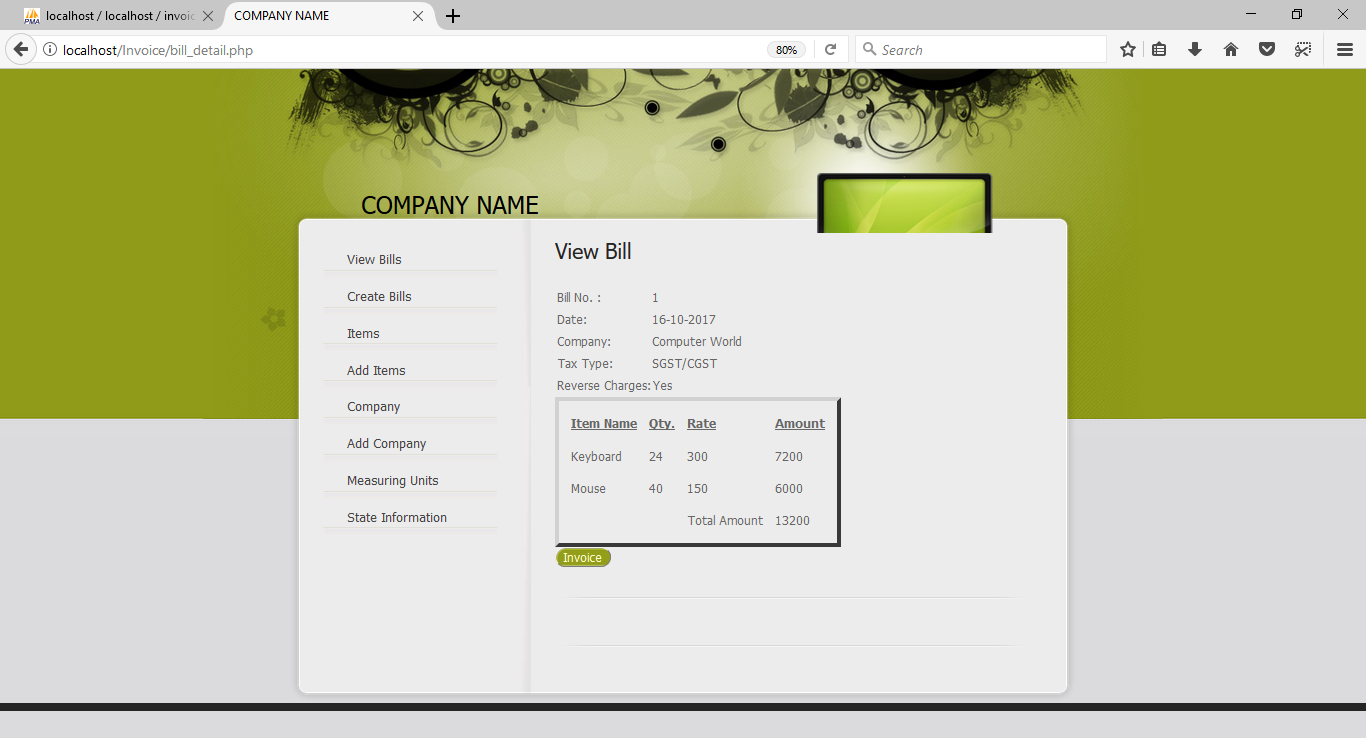 PMA localhost / localhost / invoic
COMPANY NAME
localhost/Invoice/bill_detail.php 80% Search
COMPANY NAME
View Bills
Create Bills
Items
Add Items
Company
Add Company
Measuring Units
State Information
View Bill
Bill No. : 1
Date: 16-10-2017
Company: Computer World
Tax Type: SGST/CGST
Reverse Charges: Yes
Item Name Qty. Rate Amount
Keyboard 24 300 7200
Mouse 40 150 6000
Total Amount 13200
Invoice